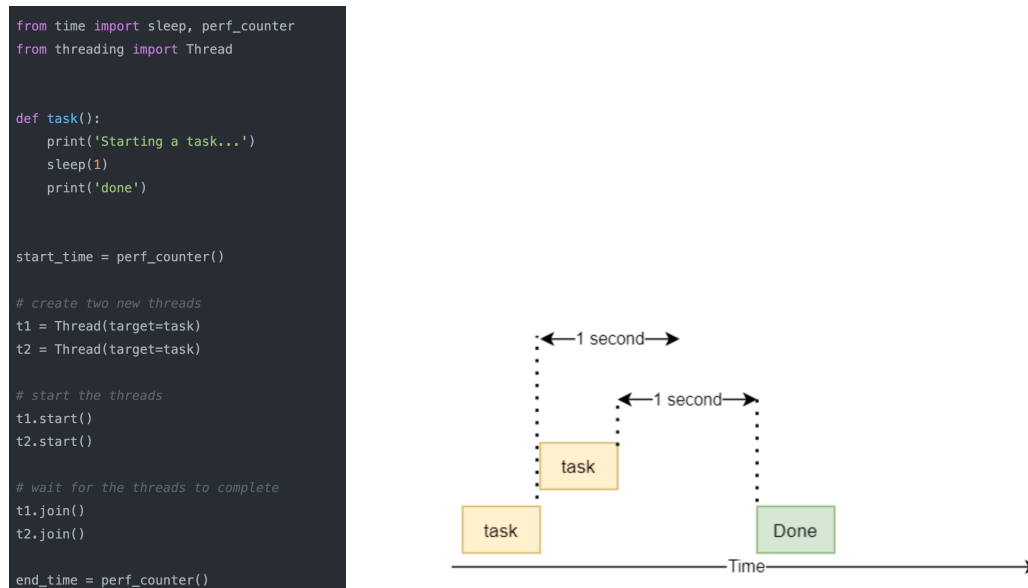 from time import sleep, perf_counter
from threading import Thread
def task():
    print('Starting a task...')
    sleep(1)
    print('done')
start_time = perf_counter()
# create two new threads
t1 = Thread(target=task)
t2 = Thread(target=task)
# start the threads
t1.start()
t2.start()
# wait for the threads to complete
t1.join()
t2.join()
end_time = perf_counter()
1 second
1 second
task
task
Done
Time